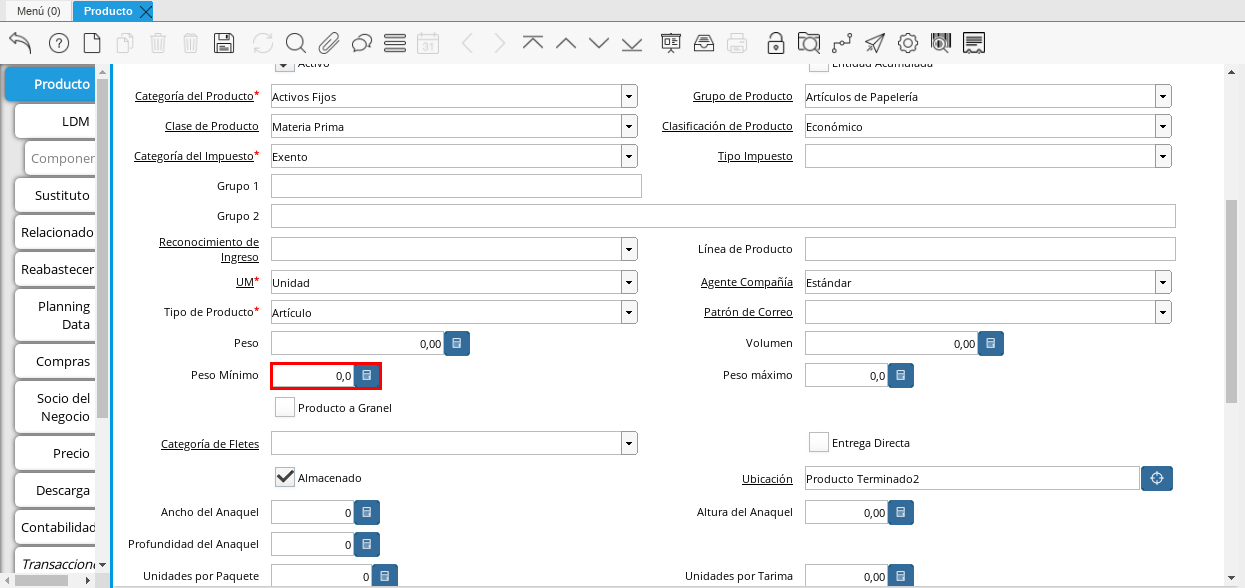 Menú (0)
Producto
31
Producto
LDM
Componen
Sustituto
Relacionado
Reabastecer
Planning
Data
Compras
Socio del
Negocio
Precio
Descarga
Contabilidad
Transaccione
Activo
Entidad Acumulada
Categoría del Producto* Activos Fijos
Grupo de Producto Artículos de Papelería
Clase de Producto Materia Prima
Clasificación de Producto Económico
Categoría del Impuesto* Exento
Tipo Impuesto
Grupo 1
Grupo 2
Reconocimiento de
Ingreso
Línea de Producto
UM* Unidad
Agente Compañía Estándar
Tipo de Producto* Artículo
Patrón de Correo
Peso 0,00
Volumen 0,00
Peso Mínimo 0,0
Peso máximo 0,0
Producto a Granel
Categoría de Fletes
Entrega Directa
Almacenado
Ubicación Producto Terminado2
Ancho del Anaquel 0
Altura del Anaquel 0,00
Profundidad del Anaquel 0
Unidades por Paquete 0
Unidades por Tarima 0,00